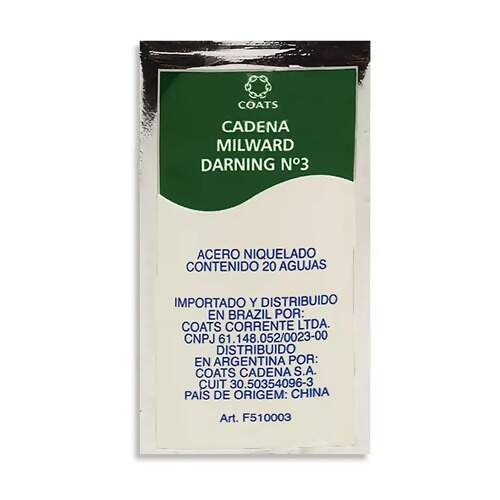 COATS
CADENA
MILWARD
DARNING Nº3
ACERO NIQUELADO
CONTENIDO 20 AGUJAS
IMPORTADO Y DISTRIBUIDO
EN BRAZIL POR:
COATS CORRENTE LTDA.
CNPJ 61.148.052/0023-00
DISTRIBUIDO
EN ARGENTINA POR:
COATS CADENA S.A.
CUIT 30.50354096-3
PAÍS DE ORIGEM: CHINA
Art. F510003